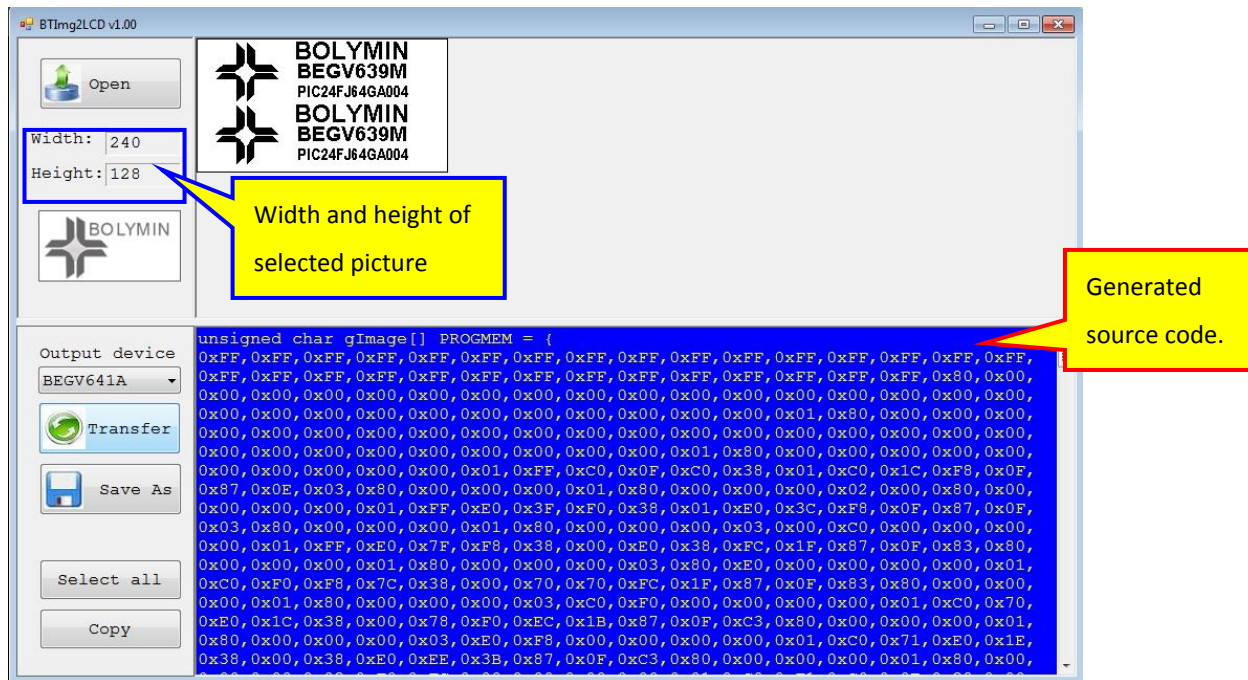 BTImg2LCD v1.00
Open
Width: 240
Height: 128
BOLYMIN
BOLYMIN
BEGV639M
PIC24FJ64GA004
BOLYMIN
BEGV639M
PIC24FJ64GA004
Width and height of
selected picture
Generated
source code.
Output device
BEGV641A
Transfer
Save As
Select all
Copy
unsigned char gImage[] PROGMEM = {
0xFF,0xFF,0xFF,0xFF,0xFF,0xFF,0xFF,0xFF,0xFF,0xFF,0xFF,0xFF,0xFF,0xFF,0xFF,0xFF,
0xFF,0xFF,0xFF,0xFF,0xFF,0xFF,0xFF,0xFF,0xFF,0xFF,0xFF,0xFF,0xFF,0xFF,0x80,0x00,
0x00,0x00,0x00,0x00,0x00,0x00,0x00,0x00,0x00,0x00,0x00,0x00,0x00,0x00,0x00,0x00,
0x00,0x00,0x00,0x00,0x00,0x00,0x00,0x00,0x00,0x00,0x00,0x01,0x80,0x00,0x00,0x00,
0x00,0x00,0x00,0x00,0x00,0x00,0x00,0x00,0x00,0x00,0x00,0x00,0x00,0x00,0x00,0x00,
0x00,0x00,0x00,0x00,0x00,0x00,0x00,0x00,0x00,0x01,0x80,0x00,0x00,0x00,0x00,0x00,
0x00,0x00,0x00,0x00,0x00,0x01,0xFF,0xC0,0x0F,0xC0,0x38,0x01,0xC0,0x1C,0xF8,0x0F,
0x87,0x0E,0x03,0x80,0x00,0x00,0x00,0x01,0x80,0x00,0x00,0x00,0x02,0x00,0x80,0x00,
0x00,0x00,0x00,0x01,0xFF,0xE0,0x3F,0xF0,0x38,0x01,0xE0,0x3C,0xF8,0x0F,0x87,0x0F,
0x03,0x80,0x00,0x00,0x00,0x01,0x80,0x00,0x00,0x00,0x03,0x00,0xC0,0x00,0x00,0x00,
0x00,0x01,0xFF,0xE0,0x7F,0xF8,0x38,0x00,0xE0,0x38,0xFC,0x1F,0x87,0x0F,0x83,0x80,
0x00,0x00,0x00,0x01,0x80,0x00,0x00,0x00,0x03,0x80,0xE0,0x00,0x00,0x00,0x00,0x01,
0xC0,0xF0,0xF8,0x7C,0x38,0x00,0x70,0x70,0xFC,0x1F,0x87,0x0F,0x83,0x80,0x00,0x00,
0x00,0x01,0x80,0x00,0x00,0x00,0x03,0xC0,0xF0,0x00,0x00,0x00,0x00,0x01,0xC0,0x70,
0xE0,0x1C,0x38,0x00,0x78,0xF0,0xEC,0x1B,0x87,0x0F,0xC3,0x80,0x00,0x00,0x00,0x01,
0x80,0x00,0x00,0x00,0x03,0xE0,0xF8,0x00,0x00,0x00,0x00,0x01,0xC0,0x71,0xE0,0x1E,
0x38,0x00,0x38,0xE0,0xEE,0x3B,0x87,0x0F,0xC3,0x80,0x00,0x00,0x00,0x01,0x80,0x00,